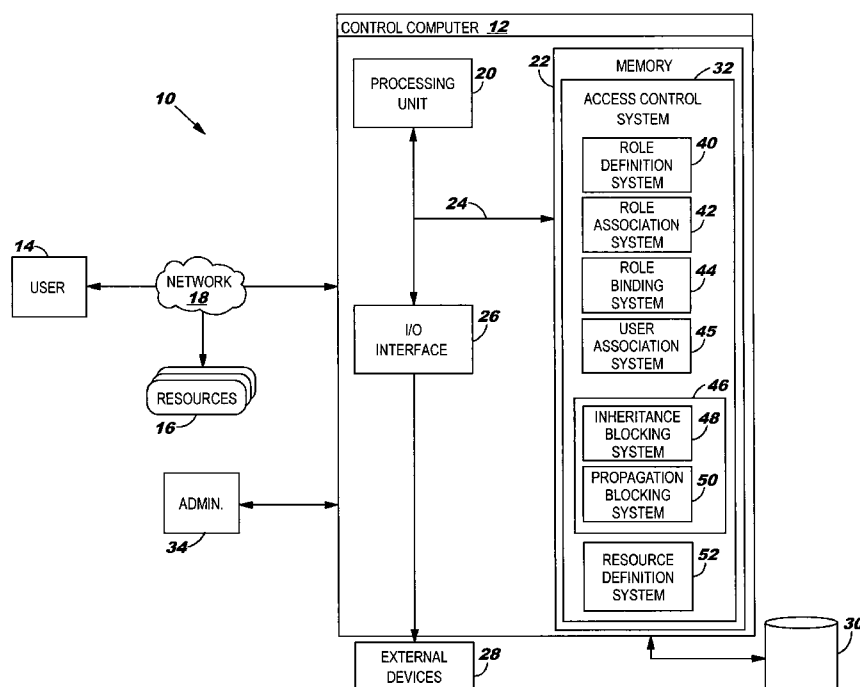 CONTROL COMPUTER 12
PROCESSING
UNIT
20
22
MEMORY
32
ACCESS CONTROL
SYSTEM
10
ROLE
DEFINITION
SYSTEM
40
24
ROLE
ASSOCIATION
SYSTEM
42
14
USER
NETWORK
18
ROLE
BINDING
SYSTEM
44
I/O
INTERFACE
26
USER
ASSOCIATION
SYSTEM
45
RESOURCES
16
46
INHERITANCE
BLOCKING
SYSTEM
48
ADMIN.
34
PROPAGATION
BLOCKING
SYSTEM
50
RESOURCE
DEFINITION
SYSTEM
52
EXTERNAL
DEVICES
28
30